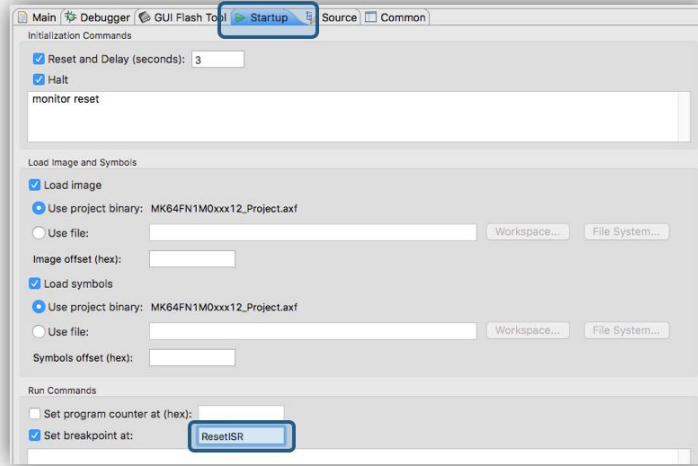 Main Debugger GUI Flash Tool Startup Source Common
Initialization Commands
Reset and Delay (seconds): 3
Halt
monitor reset
Load Image and Symbols
Load image
Use project binary: MK64FN1M0xxx12_Project.axf
Use file: Workspace... File System...
Image offset (hex):
Load symbols
Use project binary: MK64FN1M0xxx12_Project.axf
Use file: Workspace... File System...
Symbols offset (hex):
Run Commands
Set program counter at (hex):
Set breakpoint at: ResetISR